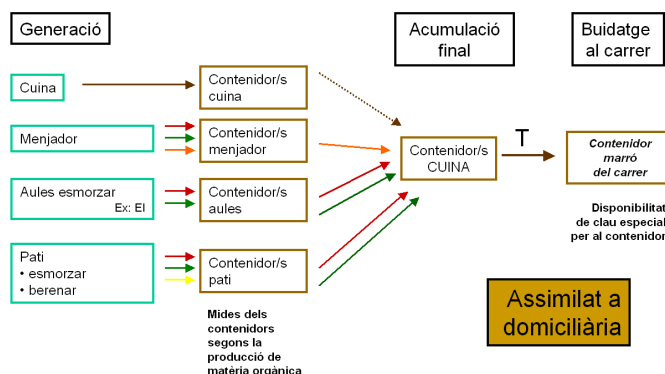 Generació
Acumulació
final
Buidatge
al carrer
Cuina
Contenidor/s
cuina
Menjador
Contenidor/s
menjador
Aules esmorzar
Ex: EI
Contenidor/s
aules
Pati
• esmorzar
• berenar
Contenidor/s
pati
Contenidor/s
CUINA
T
Contenidor
marró
del carrer
Disponibilitat
de clau especial
per al contenidor
Mides dels
contenidors
segons la
producció de
matèria orgànica
Assimilat a
domiciliària